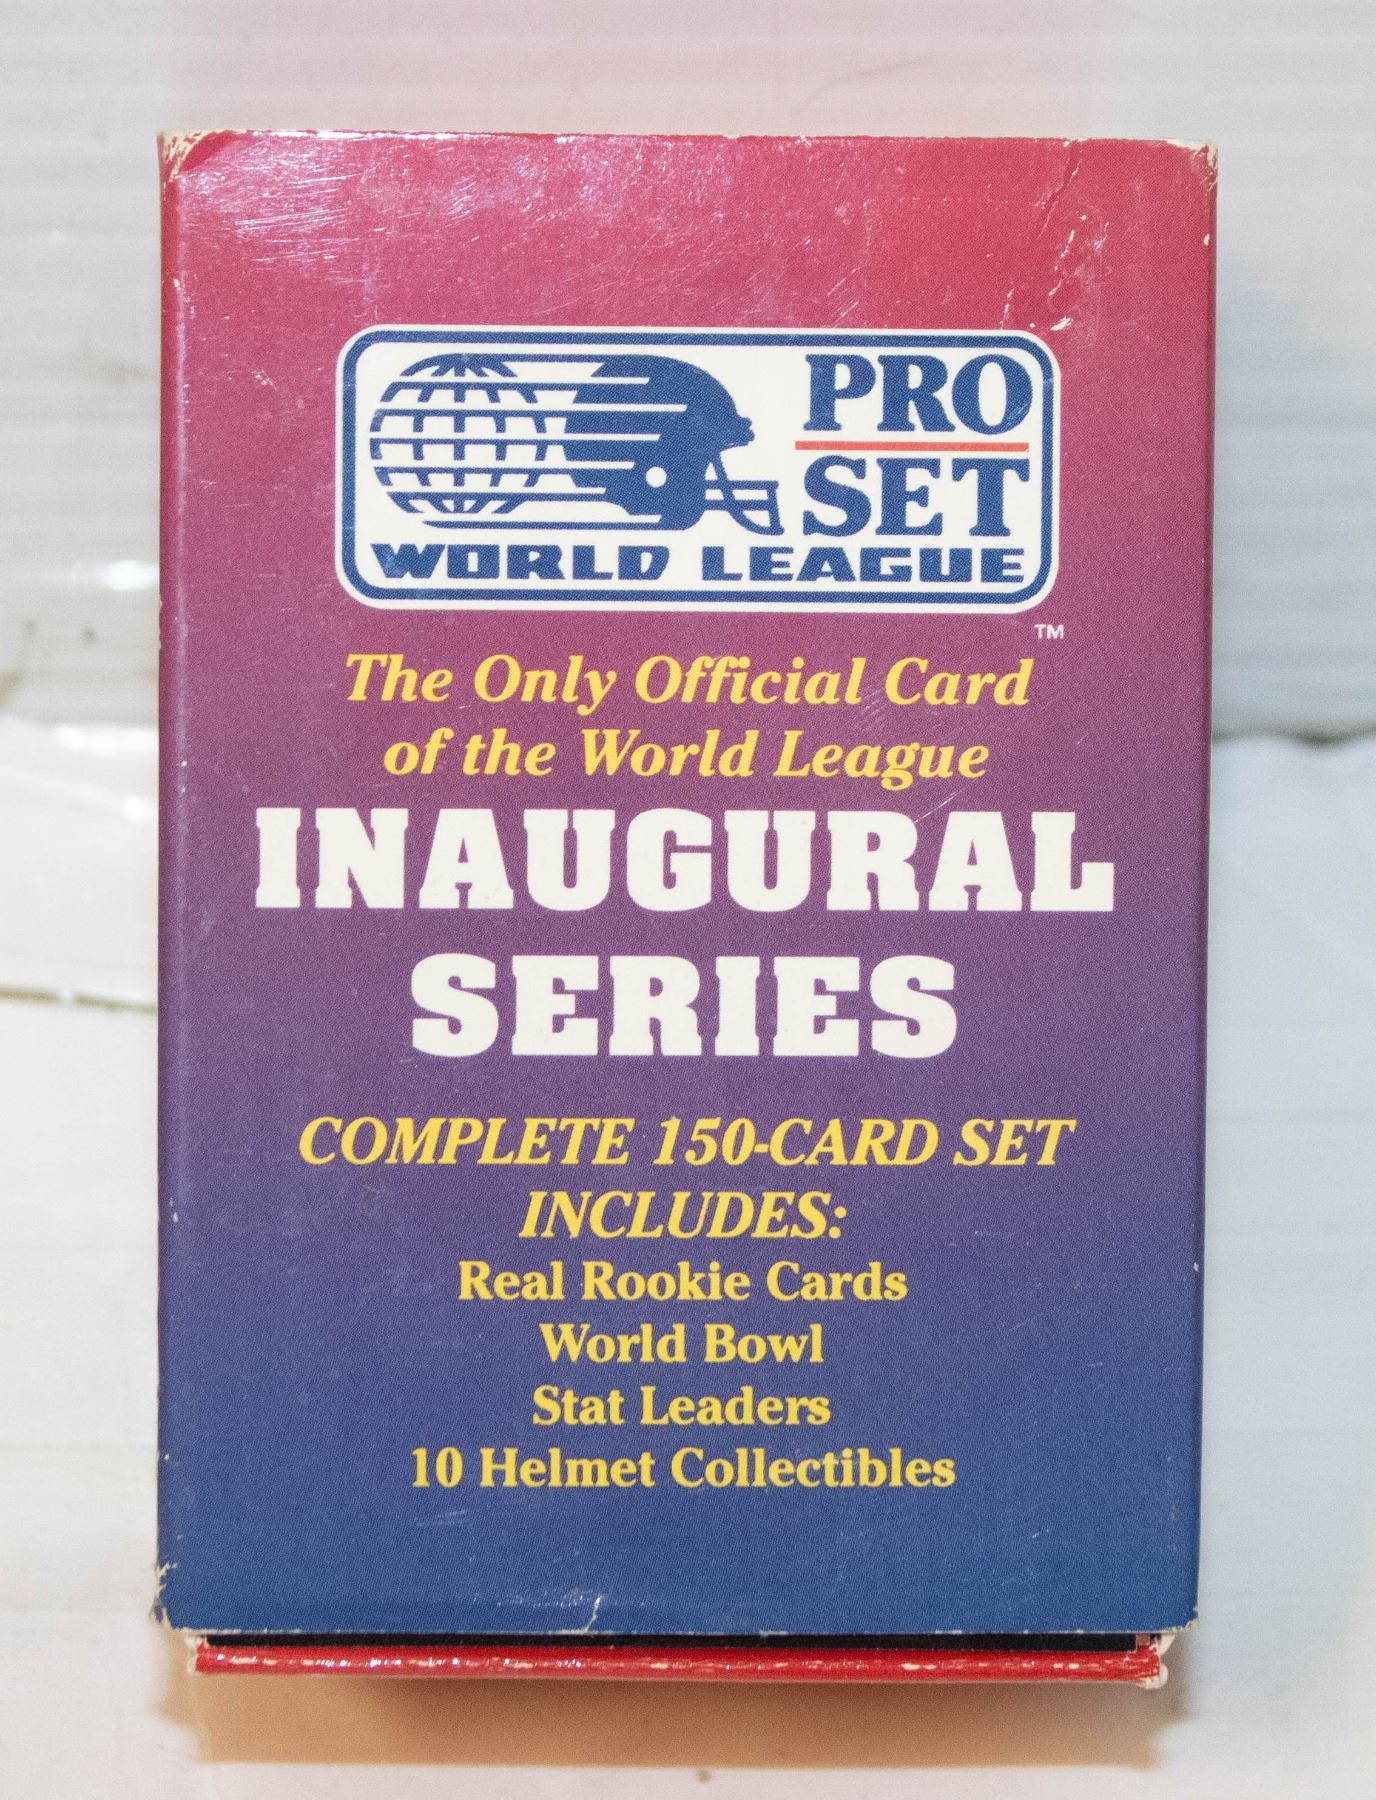 PRO
SET
WORLD LEAGUE
TM
The Only Official Card
of the World League
INAUGURAL
SERIES
COMPLETE 150-CARD SET
INCLUDES:
Real Rookie Cards
World Bowl
Stat Leaders
10 Helmet Collectibles